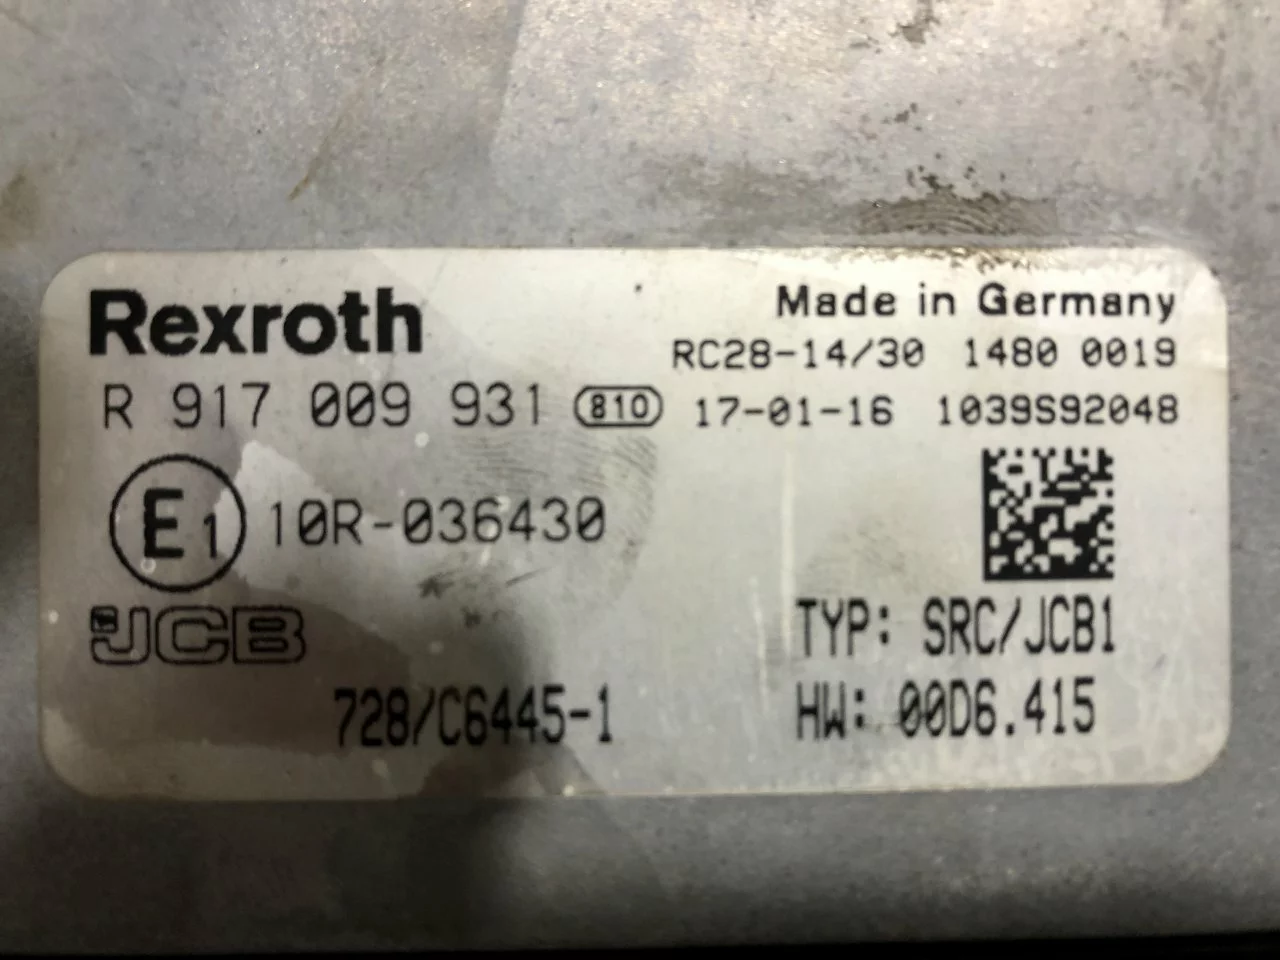 Rexroth
Made in Germany
RC28-14/30 1480 0019
R 917 009 931 810 17-01-16 1039S92048
E1 10R-036430
JCB
TYP: SRC/JCB1
728/C6445-1
HW: 00D6.415